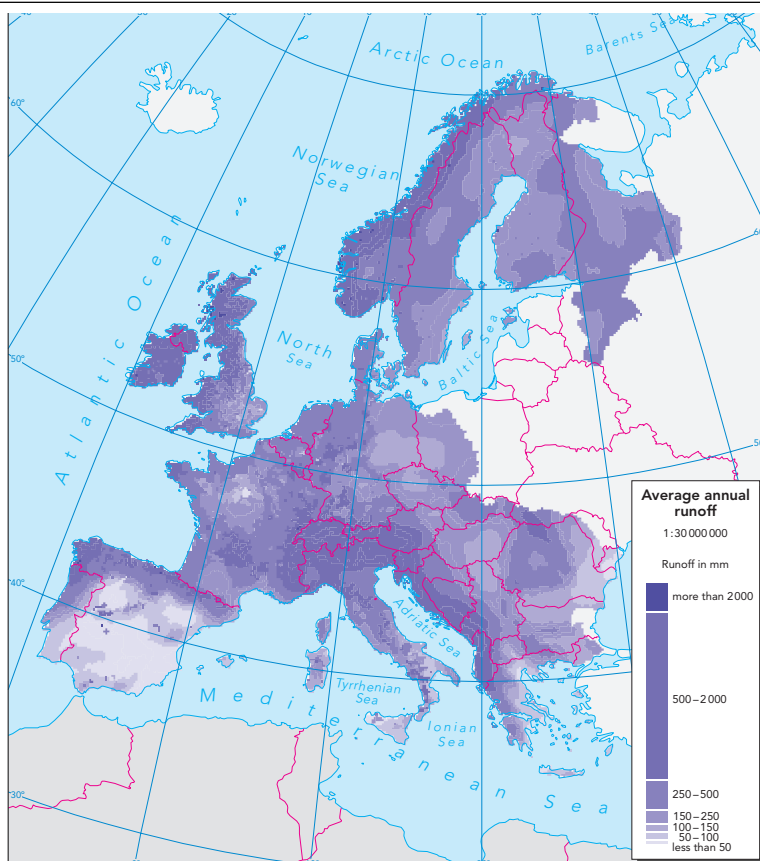 Arctic Ocean
Barents Sea
Norwegian
Sea
Atlantic Ocean
North
Sea
Baltic Sea
Adriatic Sea
Tyrrhenian
Sea
Ionian
Sea
Mediterranean Sea
60°
50°
40°
30°
Average annual
runoff
1:30 000 000
Runoff in mm
more than 2 000
500–2 000
250–500
150–250
100–150
50–100
less than 50